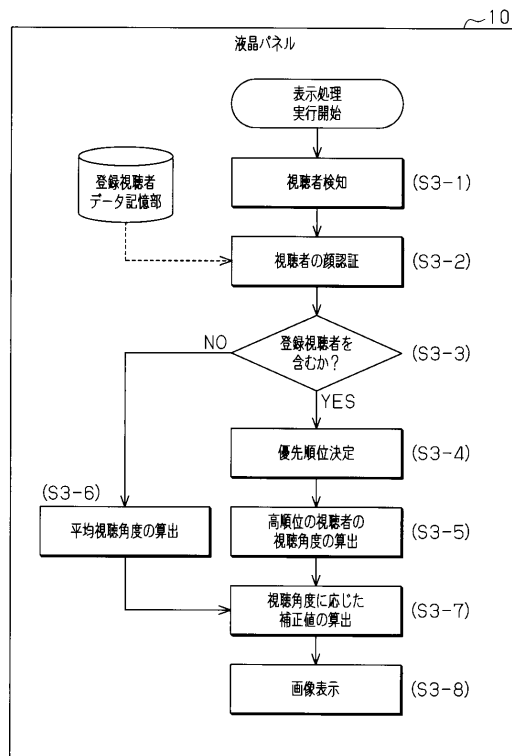 10
液晶パネル
表示処理
実行開始
登録視聴者
データ記憶部
視聴者検知
(S3-1)
視聴者の顔認証
(S3-2)
登録視聴者を
含むか?
(S3-3)
NO
YES
優先順位決定
(S3-4)
高順位の視聴者の
視聴角度の算出
(S3-5)
(S3-6)
平均視聴角度の算出
視聴角度に応じた
補正値の算出
(S3-7)
画像表示
(S3-8)